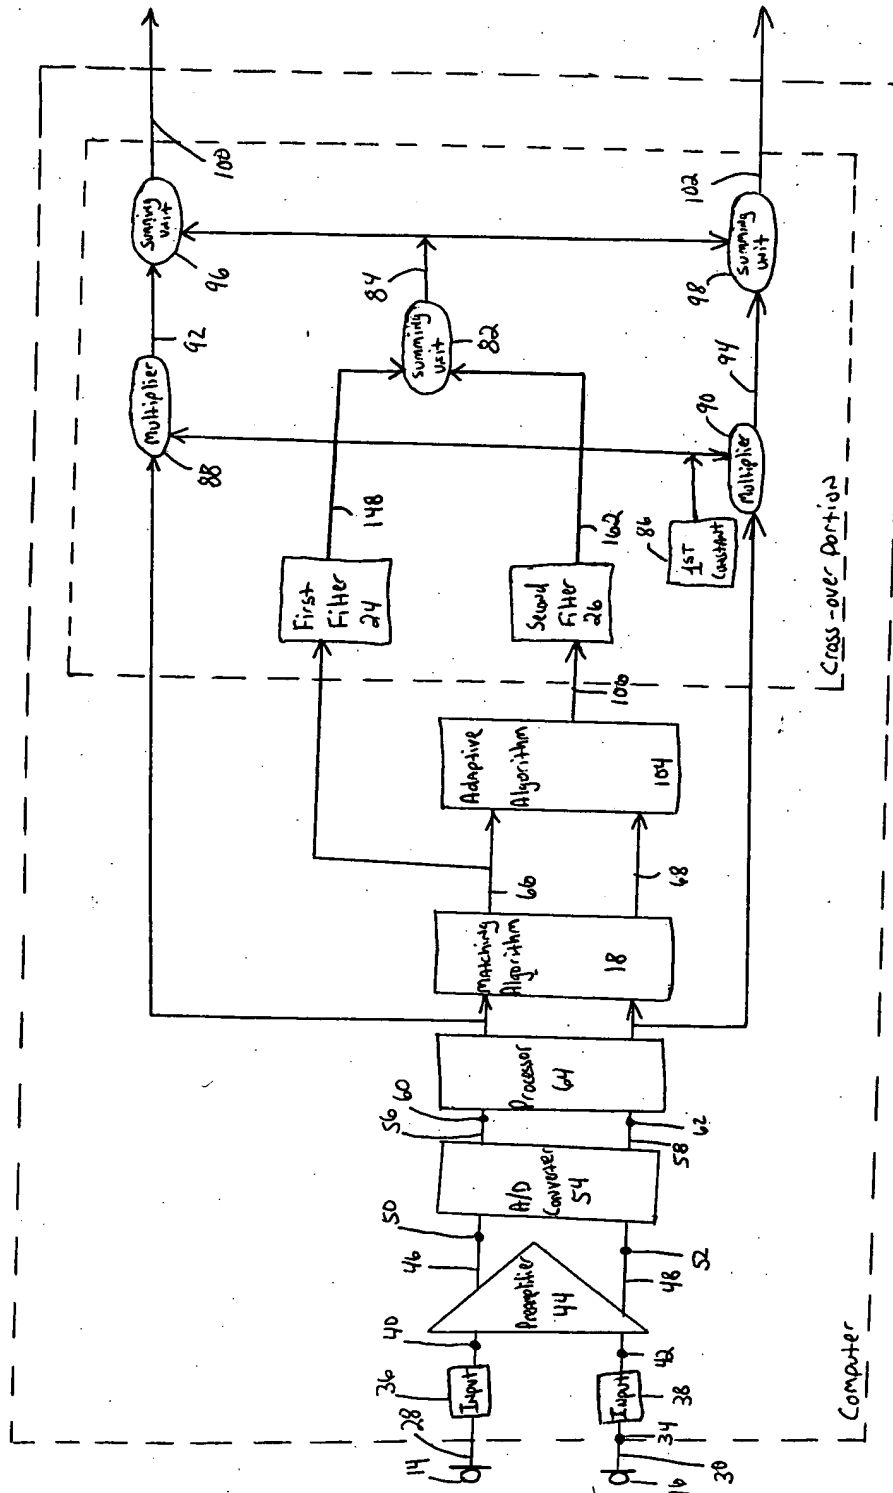 14
28
36
Input
40
16
30
34
Input
38
42
Preamplifier
44
46
50
48
52
A/D
Converter
54
56
60
58
62
Processor
64
Matching
Algorithm
18
66
68
Adaptive
Algorithm
104
106
First
Filter
24
148
Second
Filter
26
162
86
1ST
Constant
Multiplier
88
92
Multiplier
90
94
Summing
unit
82
84
Summing
unit
96
100
Summing
unit
98
102
Cross-over Portion
Computer